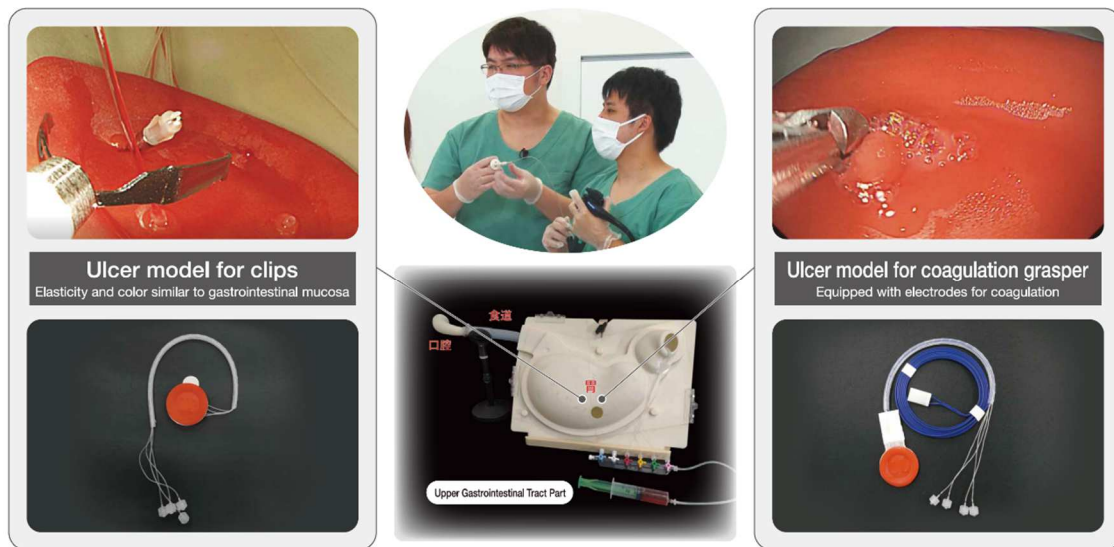 Ulcer model for clips
Elasticity and color similar to gastrointestinal mucosa
食道
口腔
胃
Upper Gastrointestinal Tract Part
Ulcer model for coagulation grasper
Equipped with electrodes for coagulation